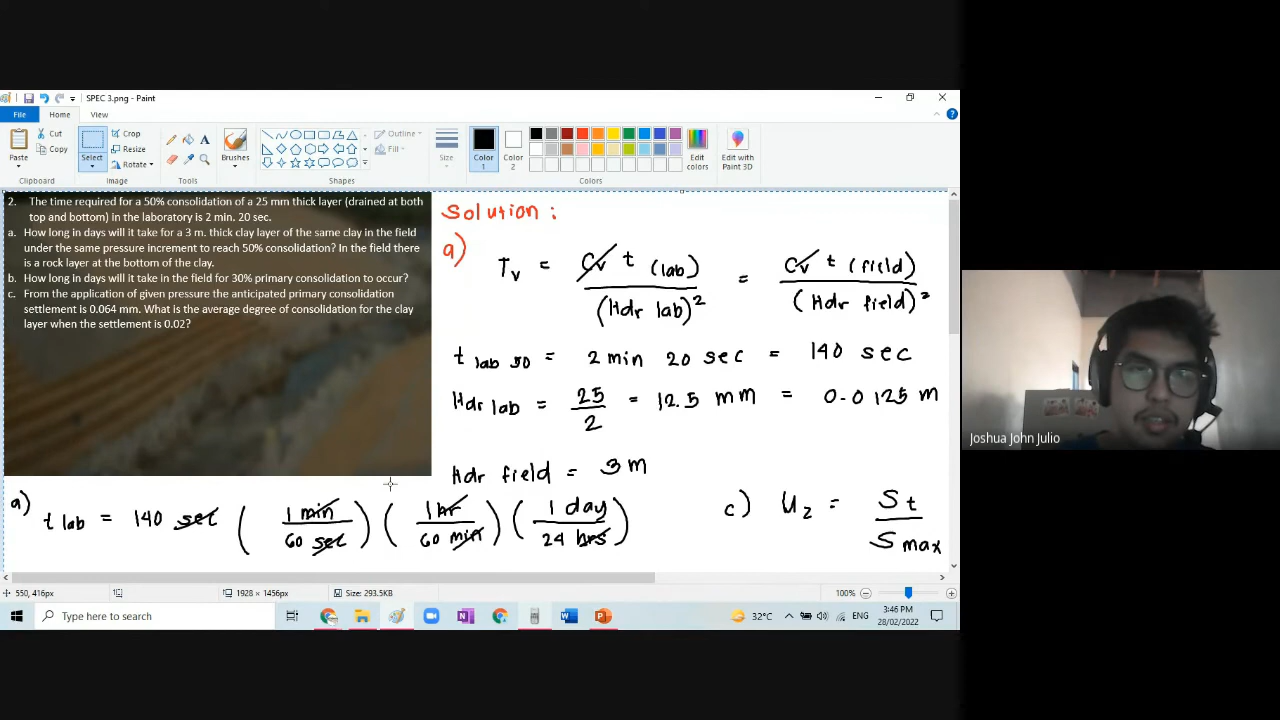 SPEC 3.png - Paint
File Home View
Paste Cut Copy Clipboard
Select Crop Resize Rotate Image
Tools
Brushes
Shapes Outline Fill
Size
Color 1 Color 2 Edit colors Colors
Edit with Paint 3D
2. The time required for a 50% consolidation of a 25 mm thick layer (drained at both
top and bottom) in the laboratory is 2 min. 20 sec.
a. How long in days will it take for a 3 m. thick clay layer of the same clay in the field
under the same pressure increment to reach 50% consolidation? In the field there
is a rock layer at the bottom of the clay.
b. How long in days will it take in the field for 30% primary consolidation to occur?
c. From the application of given pressure the anticipated primary consolidation
settlement is 0.064 mm. What is the average degree of consolidation for the clay
layer when the settlement is 0.02?
Solution :
a) Tv = Cv t (lab) / (Hdr lab)² = Cv t (field) / (Hdr field)²
t lab 50 = 2 min 20 sec = 140 sec
Hdr lab = 25/2 = 12.5 mm = 0.0125 m
Hdr field = 3 m
a) t lab = 140 sec (1 min / 60 sec) (1 hr / 60 min) (1 day / 24 hrs)
c) Uz = St / Smax
Joshua John Julio
550, 416px 1928 × 1456px Size: 293.5KB 100%
Type here to search
32°C ENG 3:46 PM
28/02/2022